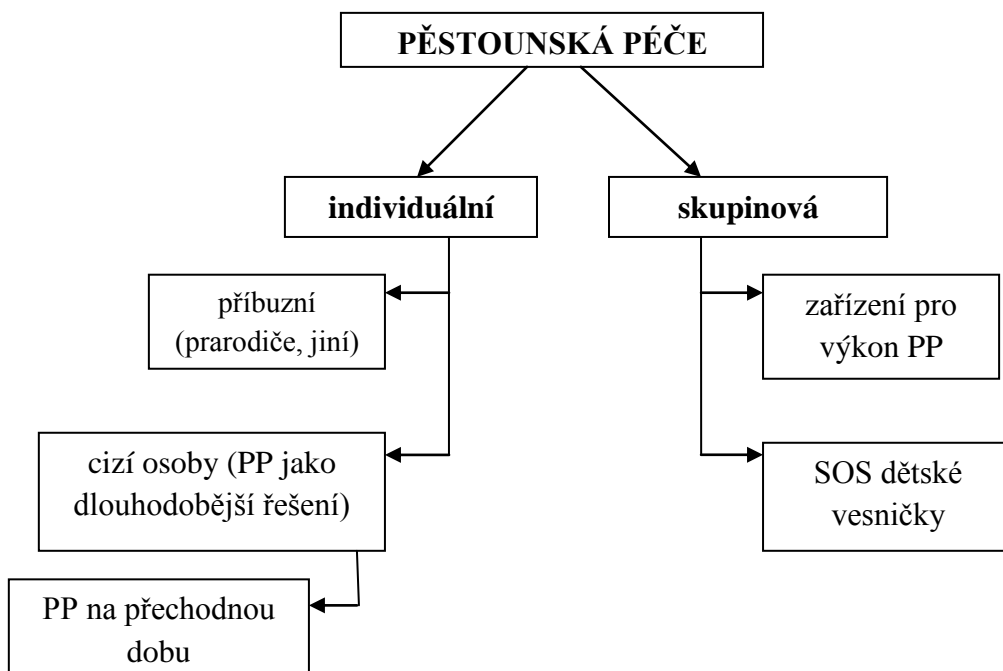 PĚSTOUNSKÁ PÉČE
individuální
skupinová
příbuzní
(prarodiče, jiní)
zařízení pro
výkon PP
cizí osoby (PP jako
dlouhodobější řešení)
SOS dětské
vesničky
PP na přechodnou
dobu